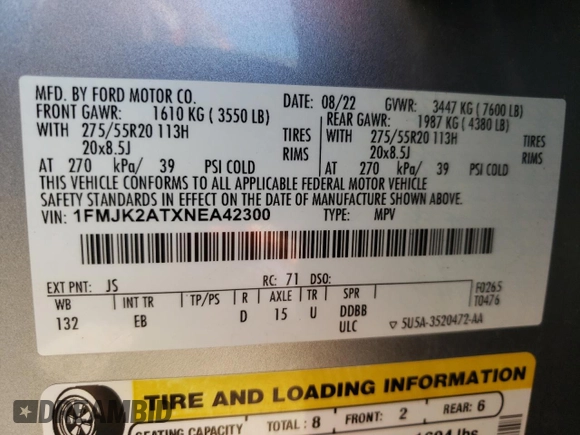 MFD. BY FORD MOTOR CO.
DATE: 08/22 GVWR: 3447 KG ( 7600 LB)
FRONT GAWR: 1610 KG ( 3550 LB)
REAR GAWR: 1987 KG ( 4380 LB)
WITH 275/55R20 113H TIRES
WITH 275/55R20 113H TIRES
20x8.5J RIMS
20x8.5J RIMS
AT 270 kPa/ 39 PSI COLD
AT 270 kPa/ 39 PSI COLD
THIS VEHICLE CONFORMS TO ALL APPLICABLE FEDERAL MOTOR VEHICLE
SAFETY STANDARDS IN EFFECT ON THE DATE OF MANUFACTURE SHOWN ABOVE.
VIN: 1FMJK2ATXNEA42300 TYPE: MPV
EXT PNT: JS RC: 71 DSO:
WB INT TR TP/PS R AXLE TR SPR
132 EB D 15 U DDBB
ULC
F0265
T0476
5U5A-3520472-AA
TIRE AND LOADING INFORMATION
SEATING CAPACITY TOTAL: 8 FRONT: 2 REAR: 6
lbs